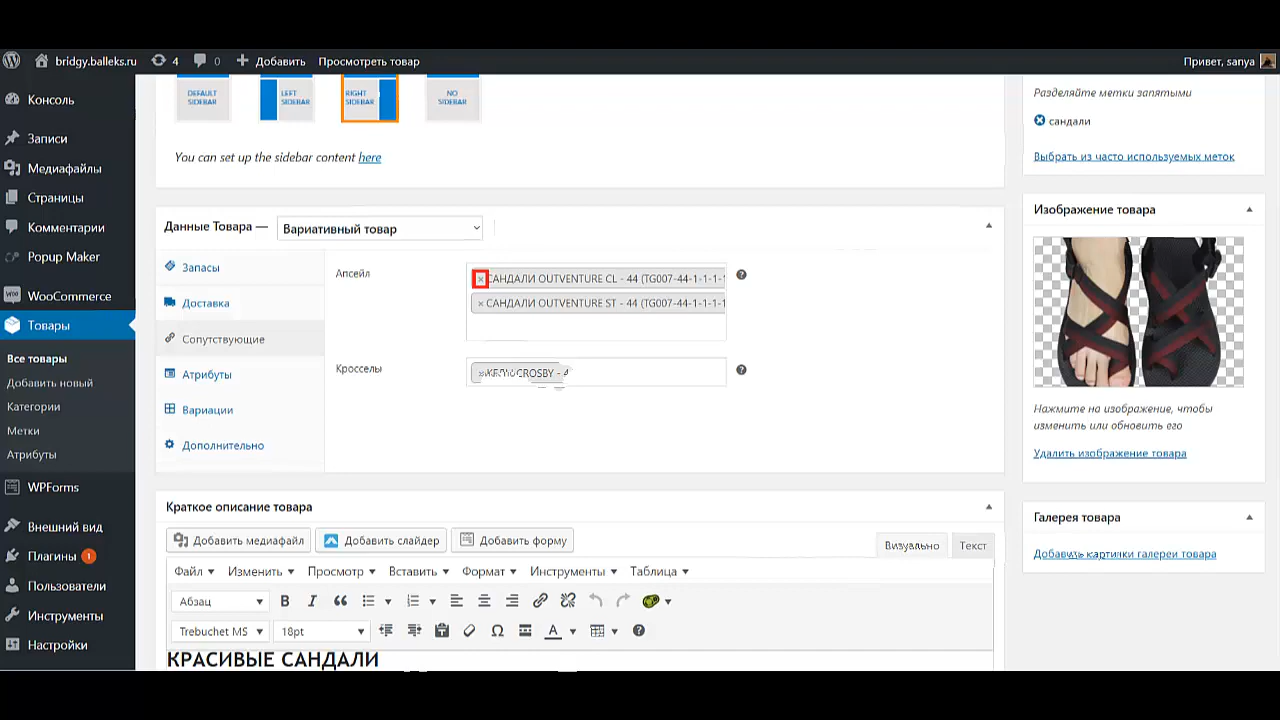 bridgy.balleks.ru
4
0
Добавить
Просмотреть товар
Привет, sanya
Консоль
Записи
Медиафайлы
Страницы
Комментарии
Popup Maker
WooCommerce
Товары
Все товары
Добавить новый
Категории
Метки
Атрибуты
WPForms
Внешний вид
Плагины 1
Пользователи
Инструменты
Настройки
DEFAULT
SIDEBAR
LEFT
SIDEBAR
RIGHT
SIDEBAR
NO
SIDEBAR
You can set up the sidebar content here
Данные Товара —
Вариативный товар
Запасы
Доставка
Сопутствующие
Атрибуты
Вариации
Дополнительно
Апсейл
× САНДАЛИ OUTVENTURE CL - 44 (TG007-44-1-1-1-
× САНДАЛИ OUTVENTURE ST - 44 (TG007-44-1-1-1-1
Кросселы
CROSBY - 4
Краткое описание товара
Добавить медиафайл
Добавить слайдер
Добавить форму
Визуально
Текст
Файл
Изменить
Просмотр
Вставить
Формат
Инструменты
Таблица
Абзац
B
I
Trebuchet MS
18pt
Ω
A
КРАСИВЫЕ САНДАЛИ
Разделяйте метки запятыми
сандали
Выбрать из часто используемых меток
Изображение товара
Нажмите на изображение, чтобы
изменить или обновить его
Удалить изображение товара
Галерея товара
Добавить картинки галереи товара